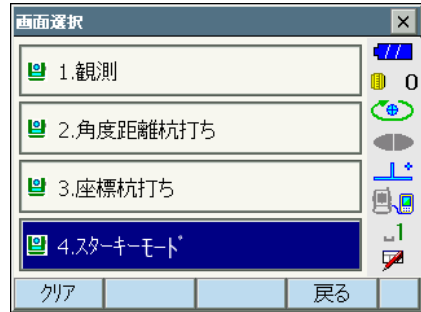 画面選択
1.観測
0
2.角度距離杭打ち
3.座標杭打ち
4.ｽﾀｰｷｰﾓｰﾄﾞ
1
クリア
戻る